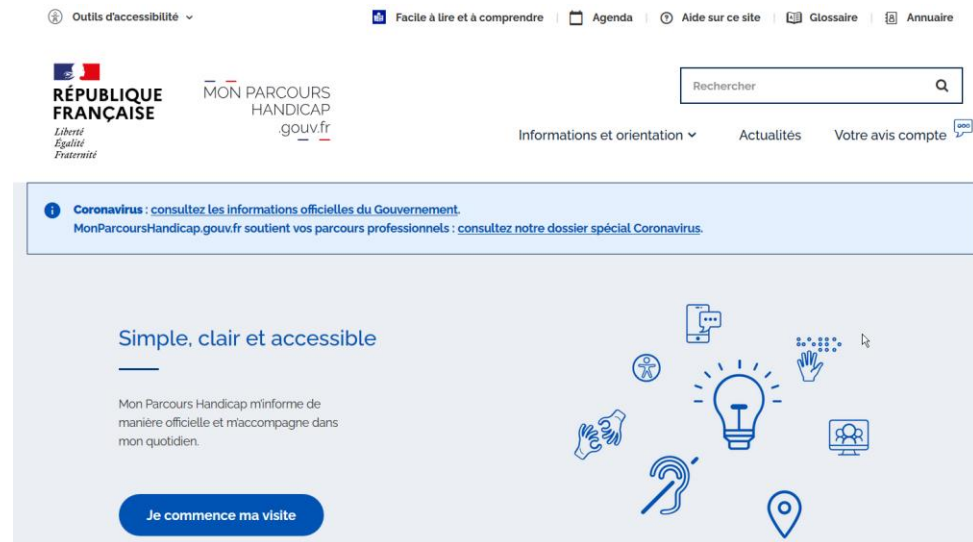 Outils d'accessibilité
Facile à lire et à comprendre
Agenda
Aide sur ce site
Glossaire
Annuaire
RÉPUBLIQUE
FRANÇAISE
Liberté
Égalité
Fraternité
MON PARCOURS
HANDICAP
.gouv.fr
Rechercher
Informations et orientation
Actualités
Votre avis compte
Coronavirus : consultez les informations officielles du Gouvernement.
MonParcoursHandicap.gouv.fr soutient vos parcours professionnels : consultez notre dossier spécial Coronavirus.
Simple, clair et accessible
Mon Parcours Handicap m'informe de
manière officielle et m'accompagne dans
mon quotidien.
Je commence ma visite